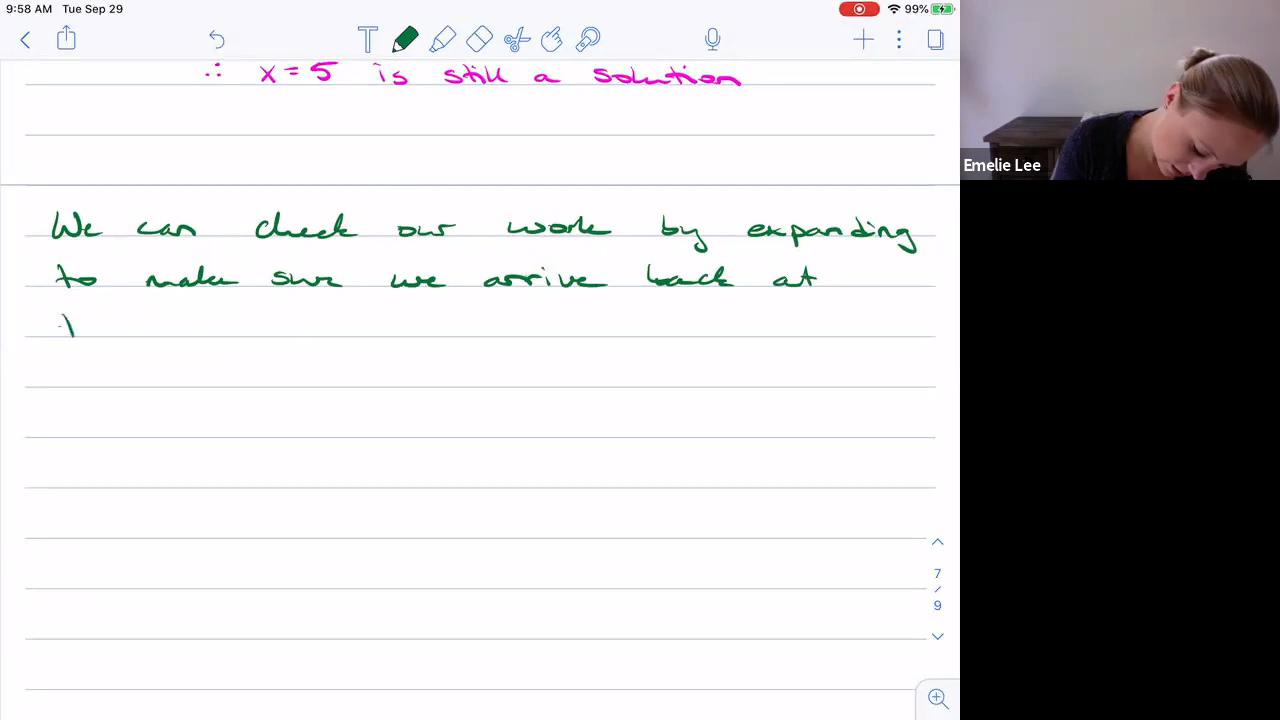 9:58 AM Tue Sep 29
99%
∴ x = 5 is still a solution
Emelie Lee
We can check our work by expanding
to make sure we arrive back at
7
/
9